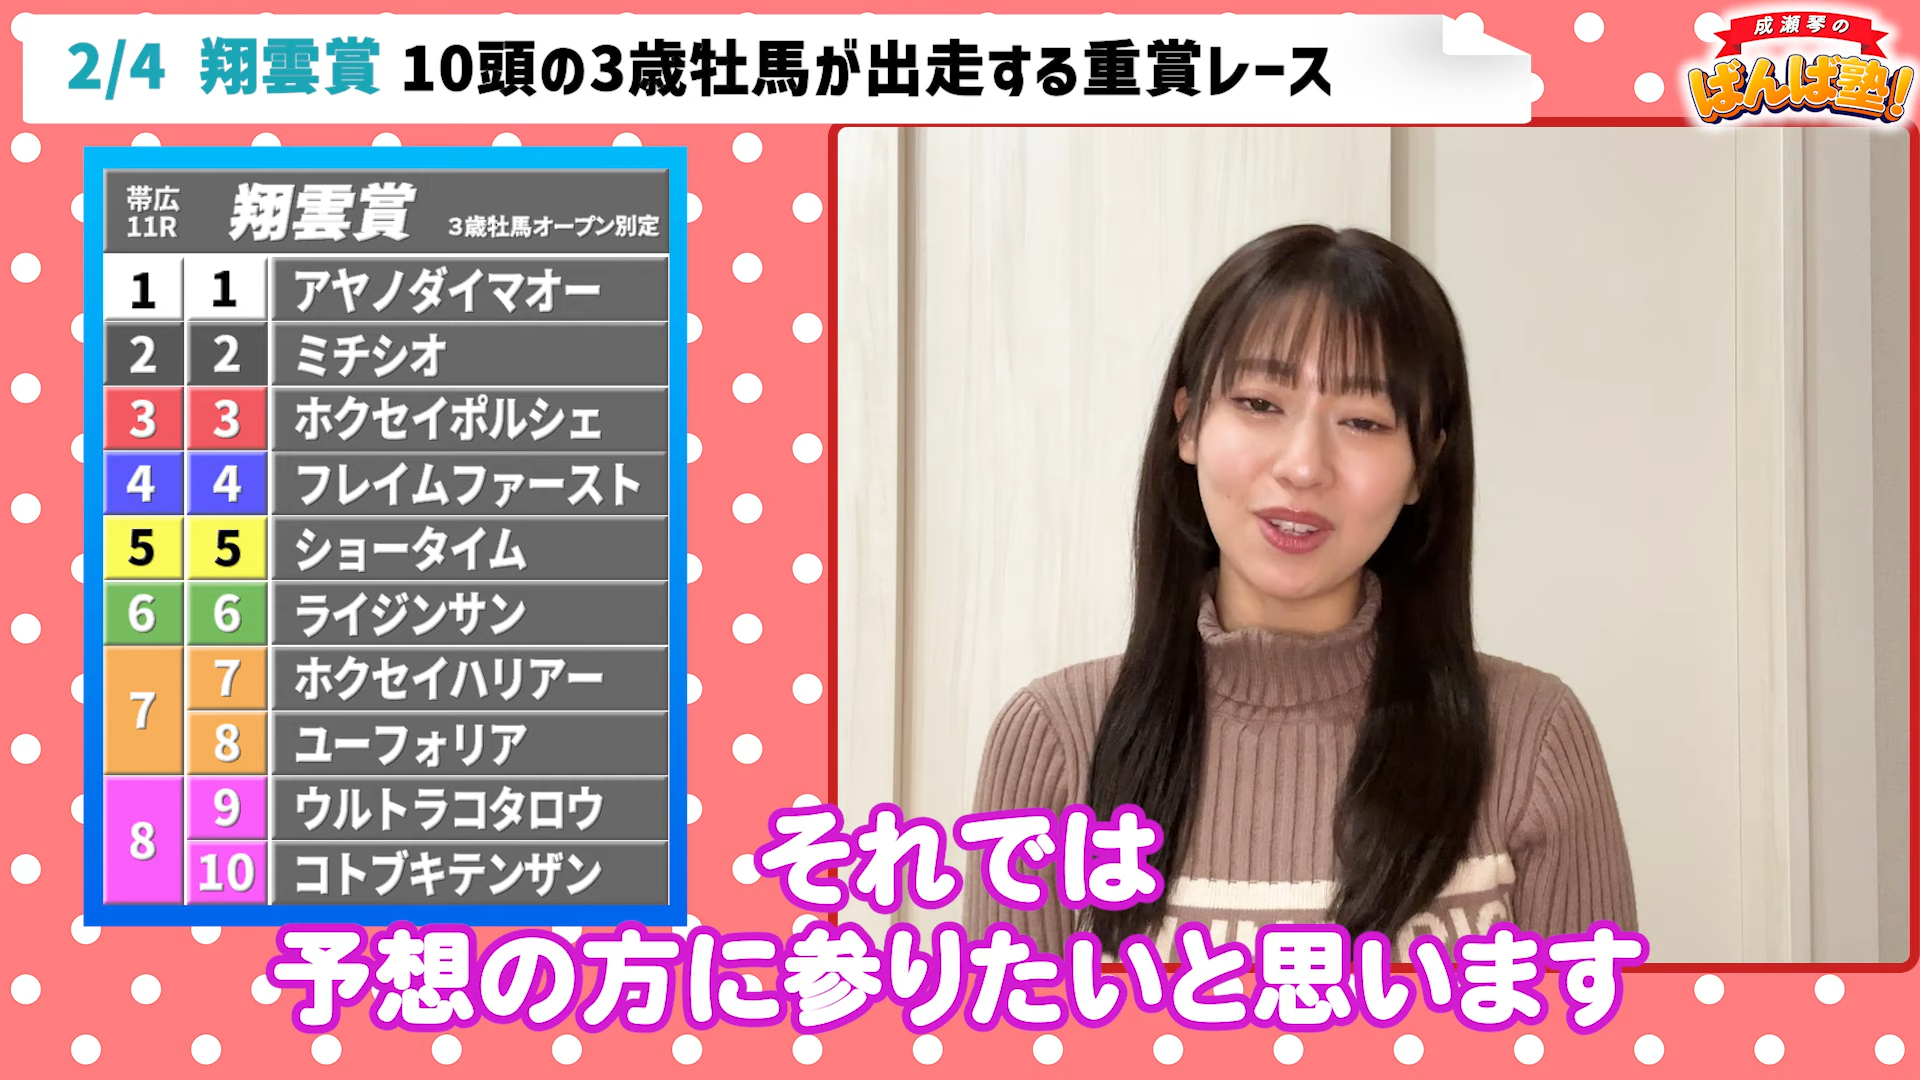 2/4 翔雲賞 10頭の3歳牡馬が出走する重賞レース
成瀬琴の
ばんば塾!
帯広
11R
翔雲賞
3歳牡馬オープン別定
1 1 アヤノダイマオー
2 2 ミチシオ
3 3 ホクセイポルシェ
4 4 フレイムファースト
5 5 ショータイム
6 6 ライジンサン
7 7 ホクセイハリアー
8 ユーフォリア
8 9 ウルトラコタロウ
10 コトブキテンザン
それでは
予想の方に参りたいと思います